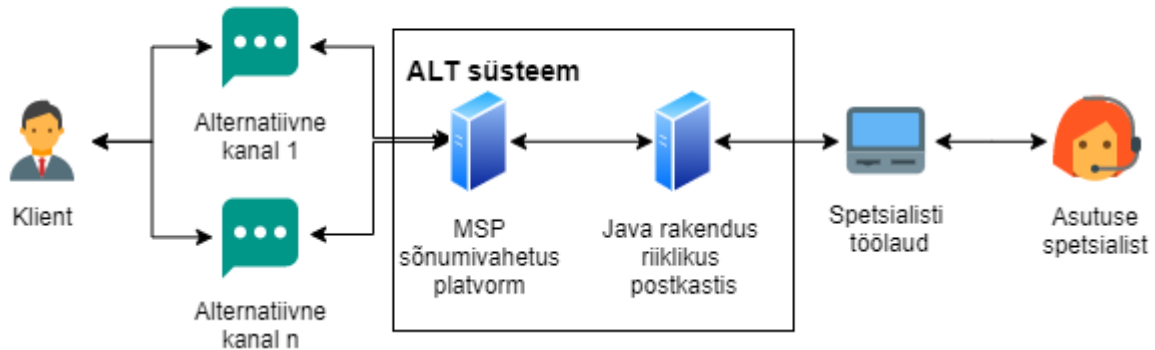 Klient
Alternatiivne
kanal 1
Alternatiivne
kanal n
ALT süsteem
MSP
sõnumivahetus
platvorm
Java rakendus
riiklikus
postkastis
Spetsialisti
töölaud
Asutuse
spetsialist